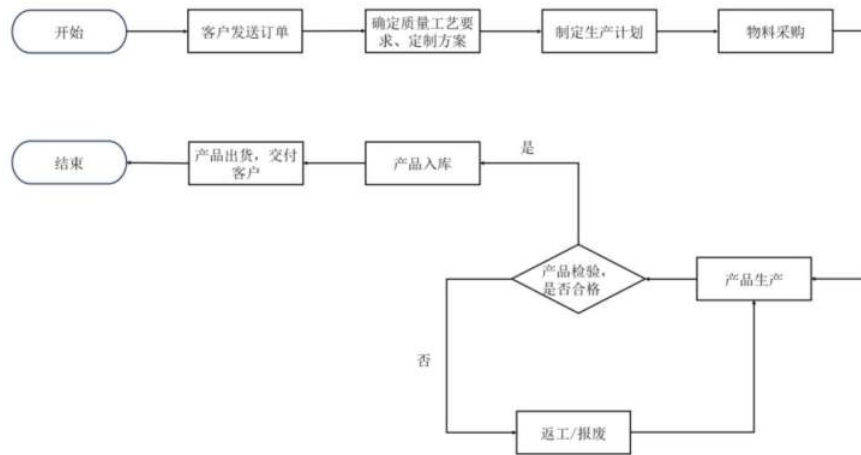 开始
客户发送订单
确定质量工艺要
求、定制方案
制定生产计划
物料采购
结束
产品出货，交付
客户
产品入库
是
产品检验，
是否合格
产品生产
否
返工/报废